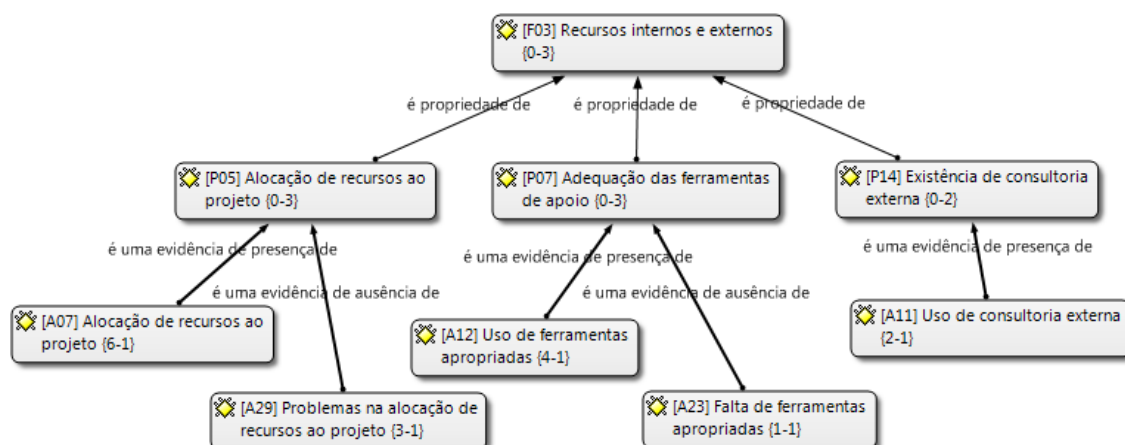 [F03] Recursos internos e externos
{0-3}
é propriedade de
é propriedade de
é propriedade de
[P05] Alocação de recursos ao
projeto {0-3}
[P07] Adequação das ferramentas
de apoio {0-3}
[P14] Existência de consultoria
externa {0-2}
é uma evidência de presença de
é uma evidência de presença de
é uma evidência de presença de
é uma evidência de ausência de
é uma evidência de ausência de
[A07] Alocação de recursos ao
projeto {6-1}
[A12] Uso de ferramentas
apropriadas {4-1}
[A11] Uso de consultoria externa
{2-1}
[A29] Problemas na alocação de
recursos ao projeto {3-1}
[A23] Falta de ferramentas
apropriadas {1-1}